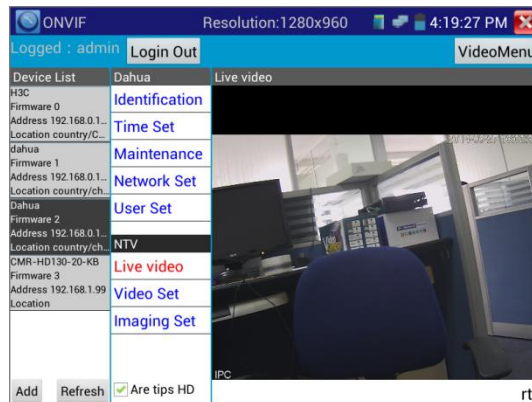 ONVIF
Resolution:1280x960
4:19:27 PM
Logged : admin
Login Out
VideoMenu
Device List
H3C
Firmware 0
Address 192.168.0.1...
Location country/C...
dahua
Firmware 1
Address 192.168.0.1...
Location country/ch...
Dahua
Firmware 2
Address 192.168.0.1...
Location country/ch...
CMR-HD130-20-KB
Firmware 3
Address 192.168.1.99
Location
Add
Refresh
Dahua
Identification
Time Set
Maintenance
Network Set
User Set
NTV
Live video
Video Set
Imaging Set
Are tips HD
Live video
IPC
rt